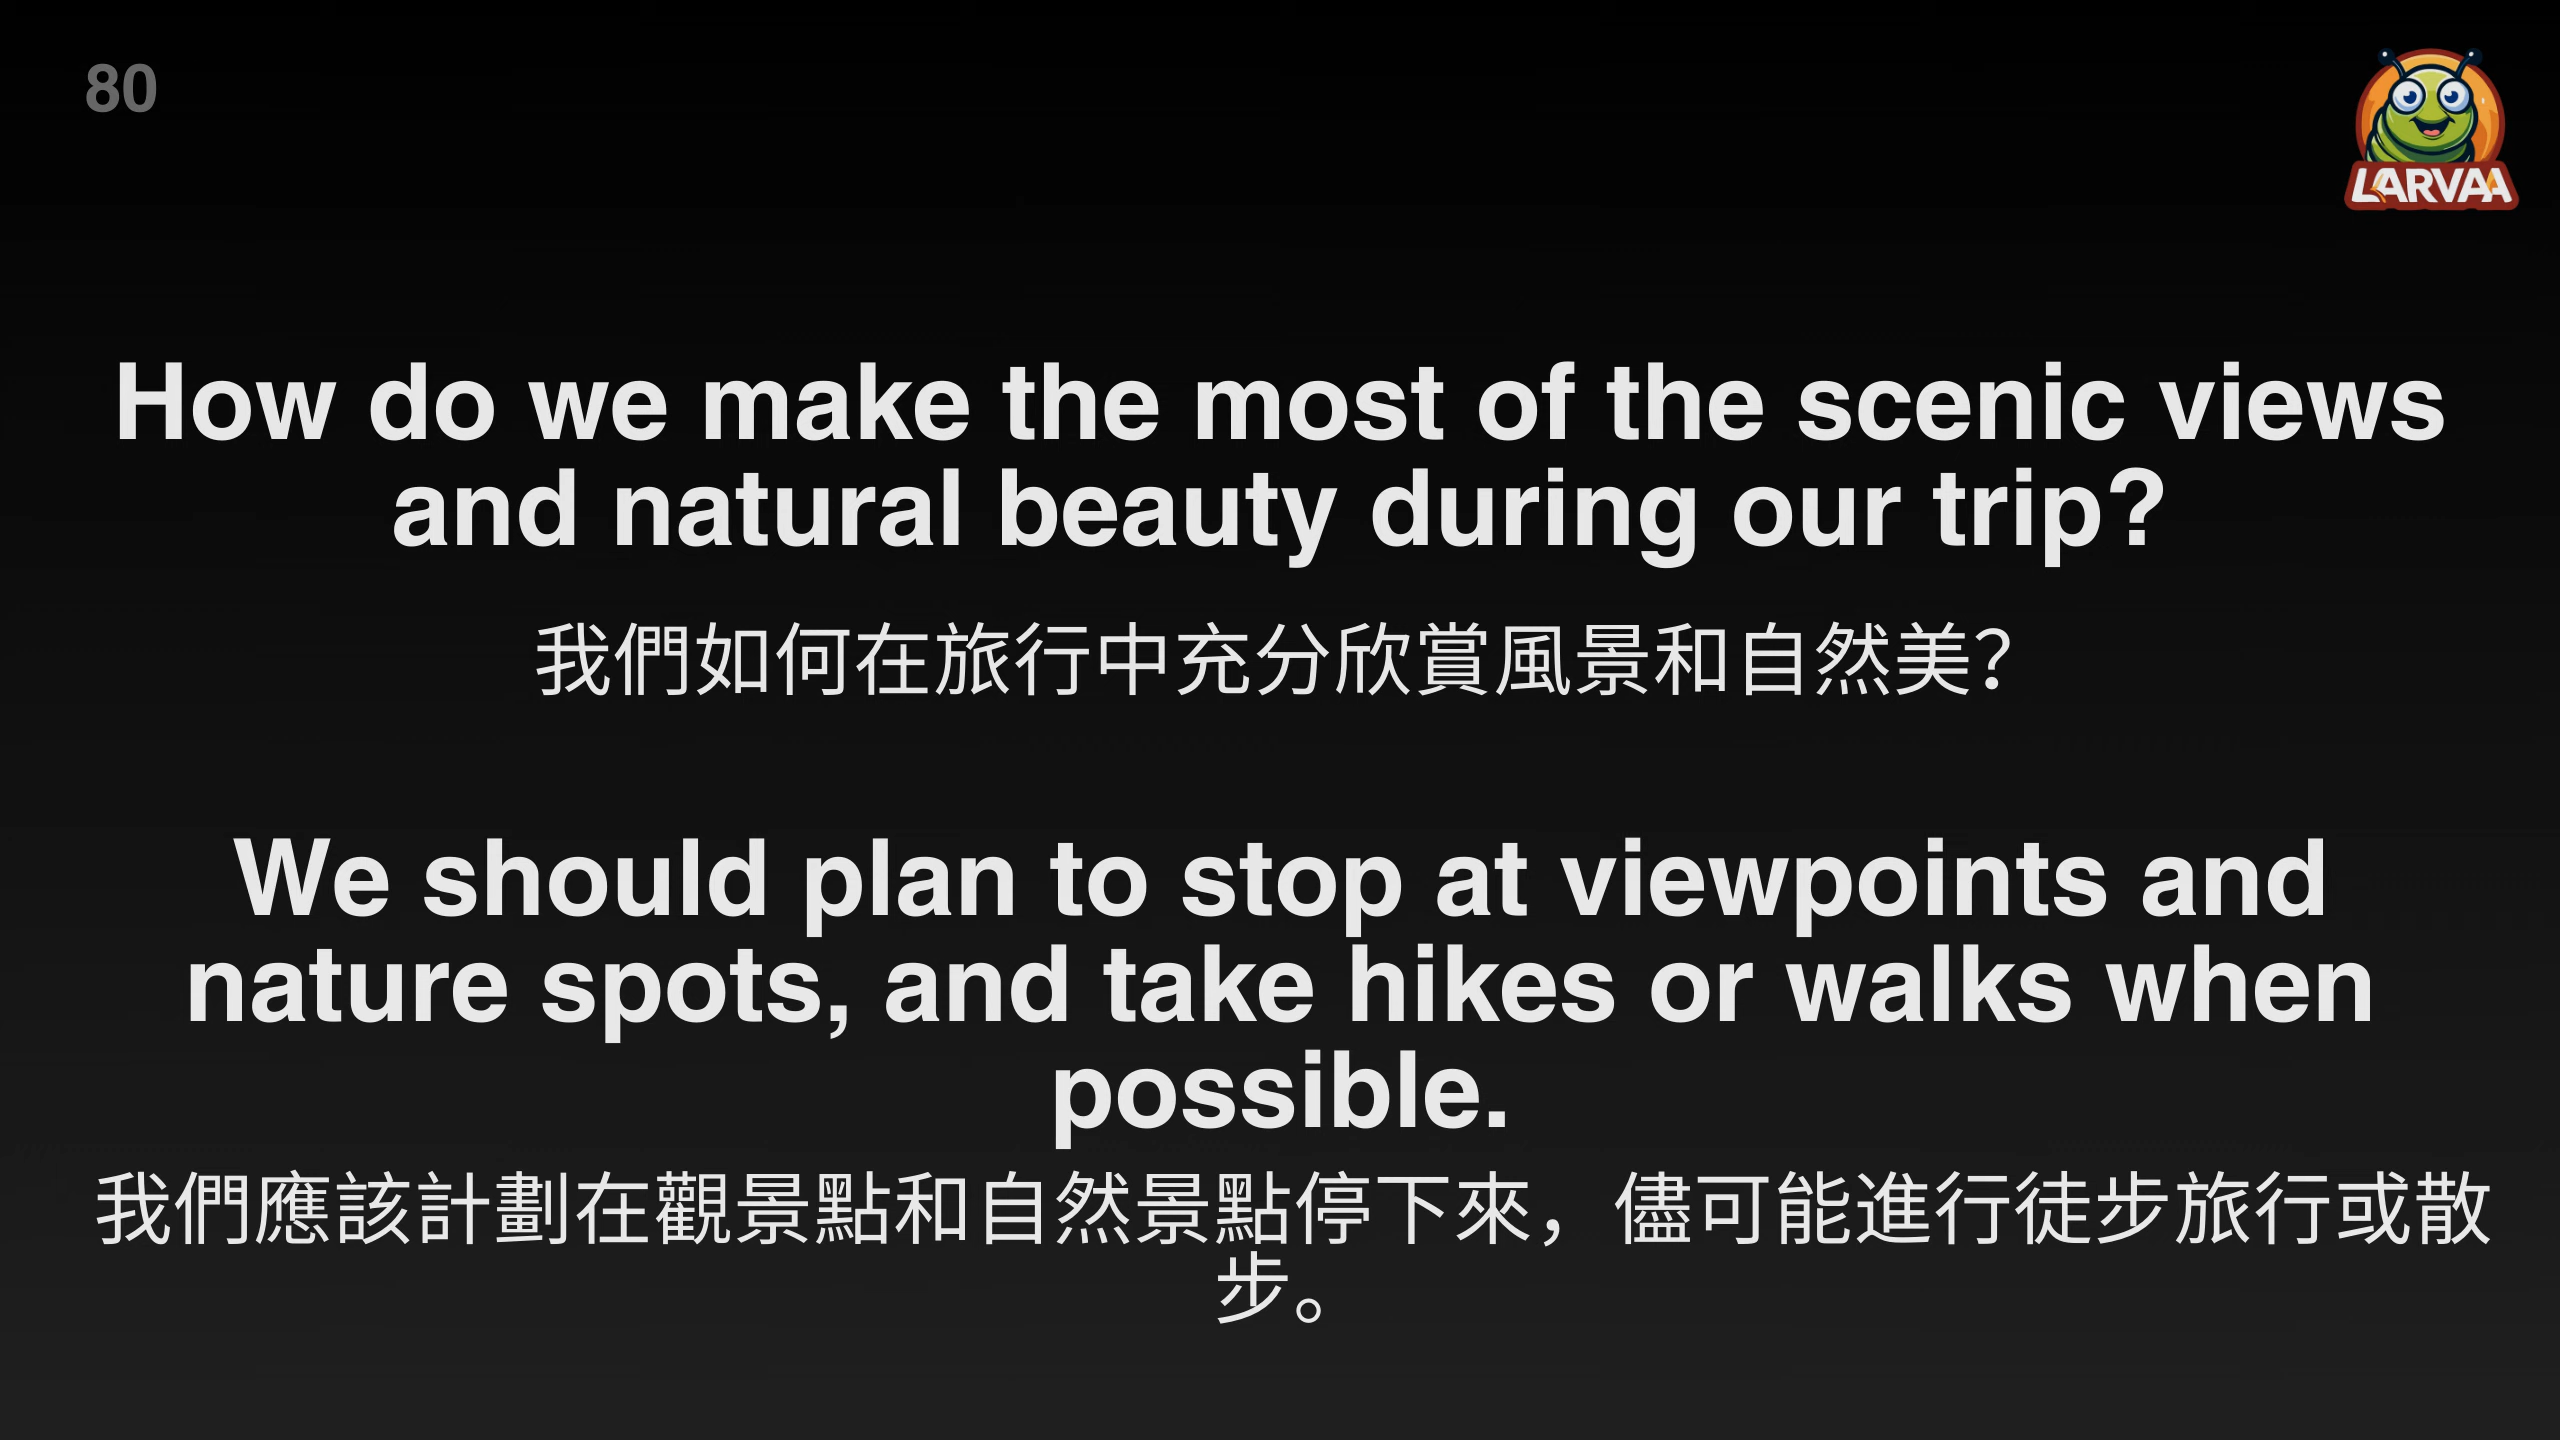 80
LARVAA
How do we make the most of the scenic views
and natural beauty during our trip?
我們如何在旅行中充分欣賞風景和自然美?
We should plan to stop at viewpoints and
nature spots, and take hikes or walks when
possible.
我們應該計劃在觀景點和自然景點停下來，儘可能進行徒步旅行或散
步。